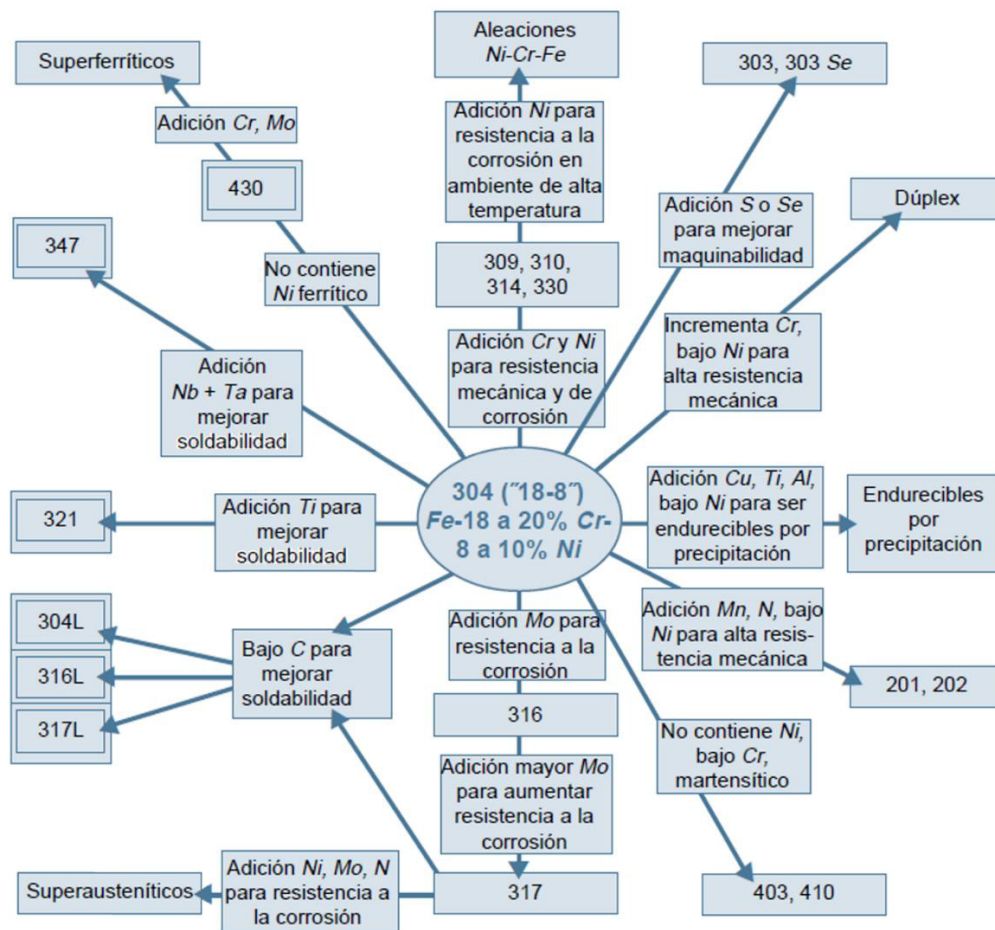 Superferríticos
Adición Cr, Mo
430
No contiene
Ni ferrítico
347
Adición
Nb + Ta para
mejorar
soldabilidad
321
Adición Ti para
mejorar
soldabilidad
304L
316L
317L
Bajo C para
mejorar
soldabilidad
Aleaciones
Ni-Cr-Fe
Adición Ni para
resistencia a la
corrosión en
ambiente de alta
temperatura
309, 310,
314, 330
Adición Cr y Ni
para resistencia
mecánica y de
corrosión
304 (˝18-8˝)
Fe-18 a 20% Cr-
8 a 10% Ni
303, 303 Se
Adición S o Se
para mejorar
maquinabilidad
Dúplex
Incrementa Cr,
bajo Ni para
alta resistencia
mecánica
Adición Cu, Ti, Al,
bajo Ni para ser
endurecibles por
precipitación
Endurecibles
por
precipitación
Adición Mn, N, bajo
Ni para alta resis-
tencia mecánica
201, 202
No contiene Ni,
bajo Cr,
martensítico
403, 410
Adición Mo para
resistencia a la
corrosión
316
Adición mayor Mo
para aumentar
resistencia a la
corrosión
317
Adición Ni, Mo, N
para resistencia a
la corrosión
Superausteníticos